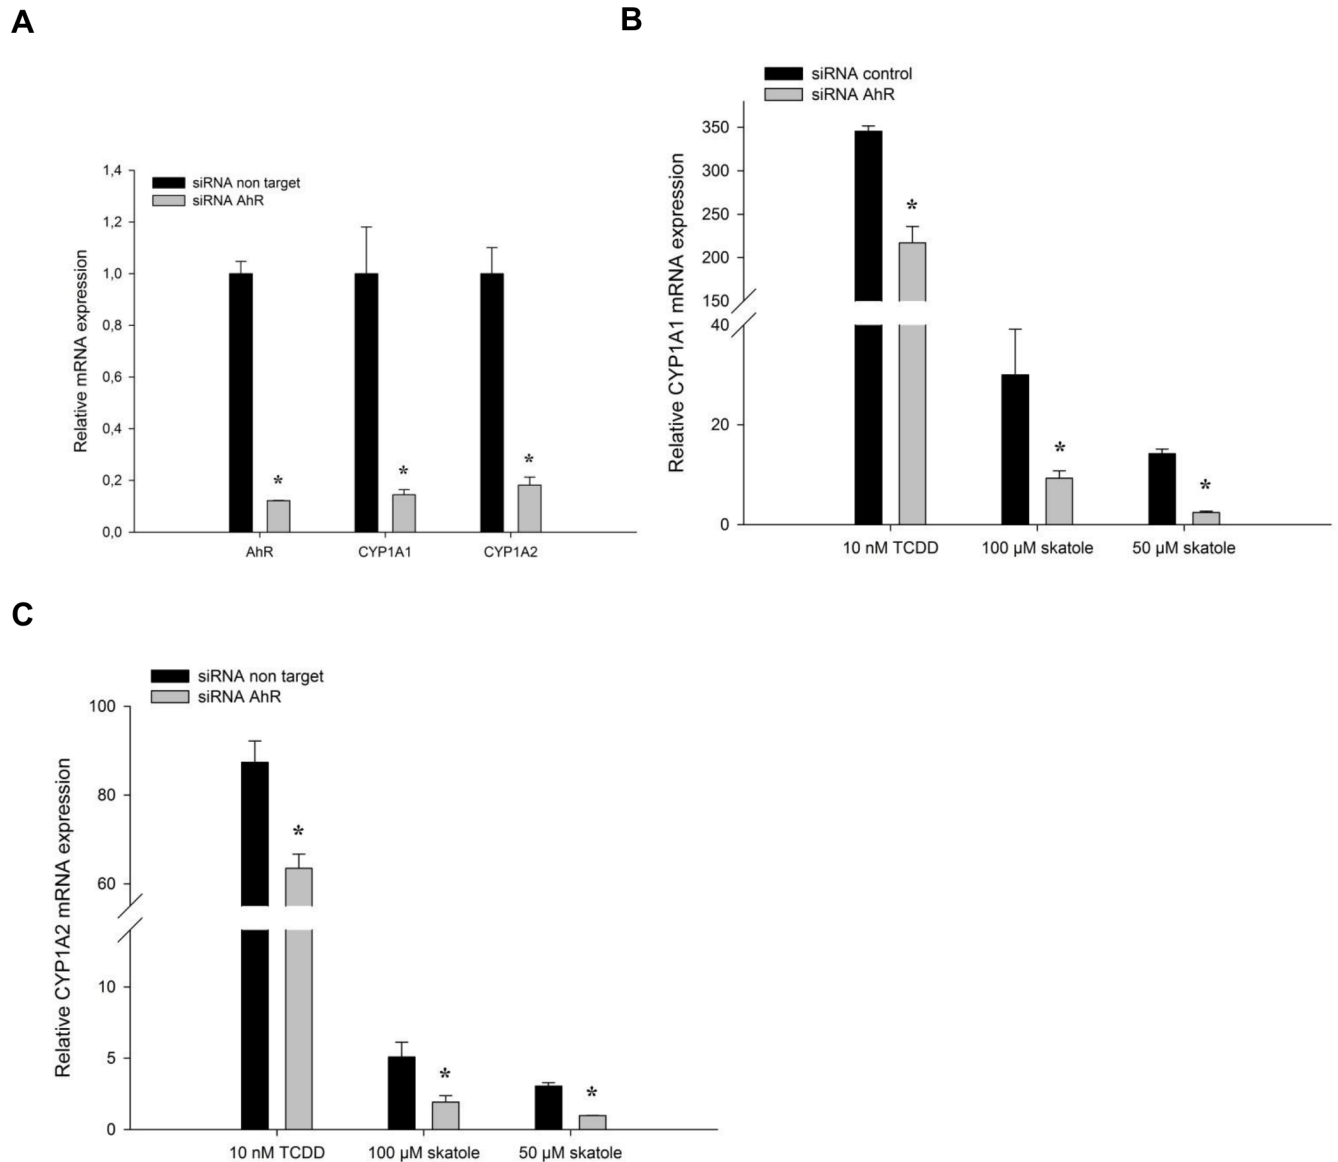 A
siRNA non target
siRNA AhR
Relative mRNA expression
1,4
1,2
1,0
0,8
0,6
0,4
0,2
0,0
*
*
*
AhR CYP1A1 CYP1A2
B
siRNA control
siRNA AhR
Relative CYP1A1 mRNA expression
350
300
250
200
150
40
20
0
*
*
*
10 nM TCDD 100 µM skatole 50 µM skatole
C
siRNA non target
siRNA AhR
Relative CYP1A2 mRNA expression
100
80
60
10
5
0
*
*
*
10 nM TCDD 100 µM skatole 50 µM skatole